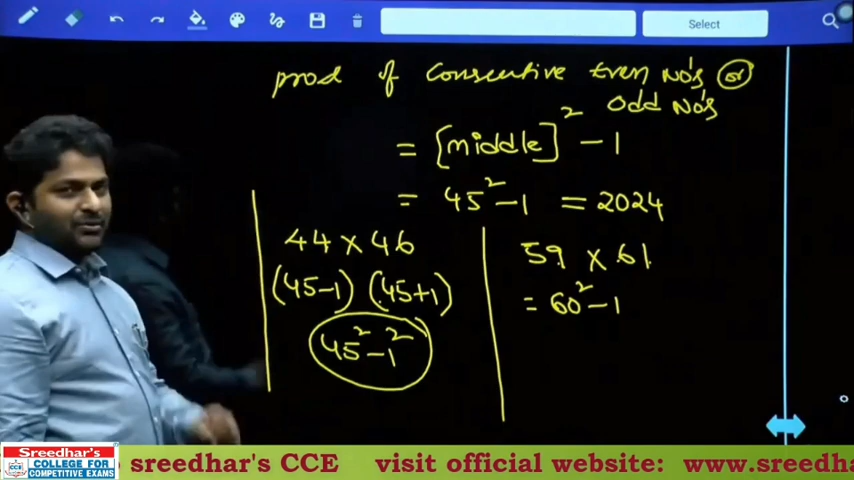 Select
prod of consecutive Even No's or
Odd No's
= [middle]² - 1
= 45² - 1 = 2024
44 × 46
(45-1) (45+1)
45² - 1²
59 × 61
= 60² - 1
Sreedhar's
CCE
COLLEGE FOR
COMPETITIVE EXAMS
sreedhar's CCE visit official website: www.sreedha